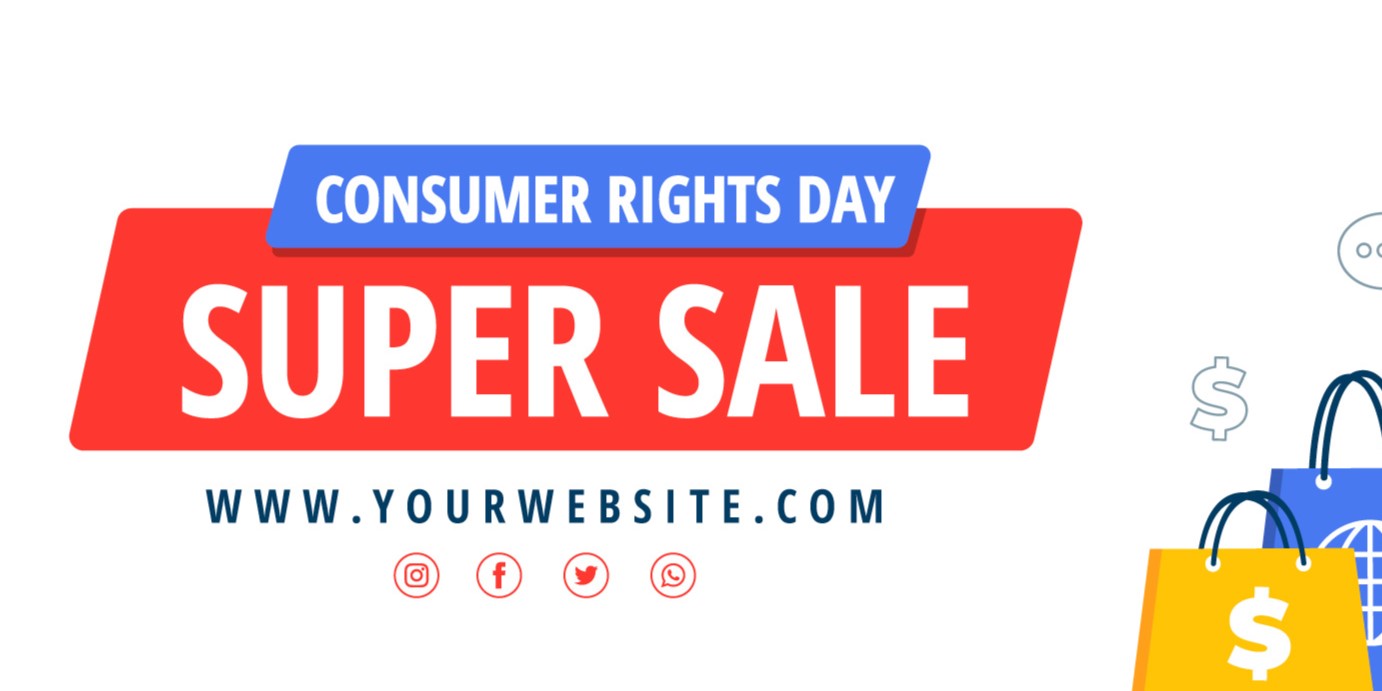 CONSUMER RIGHTS DAY
SUPER SALE
WWW.YOURWEBSITE.COM
$
$